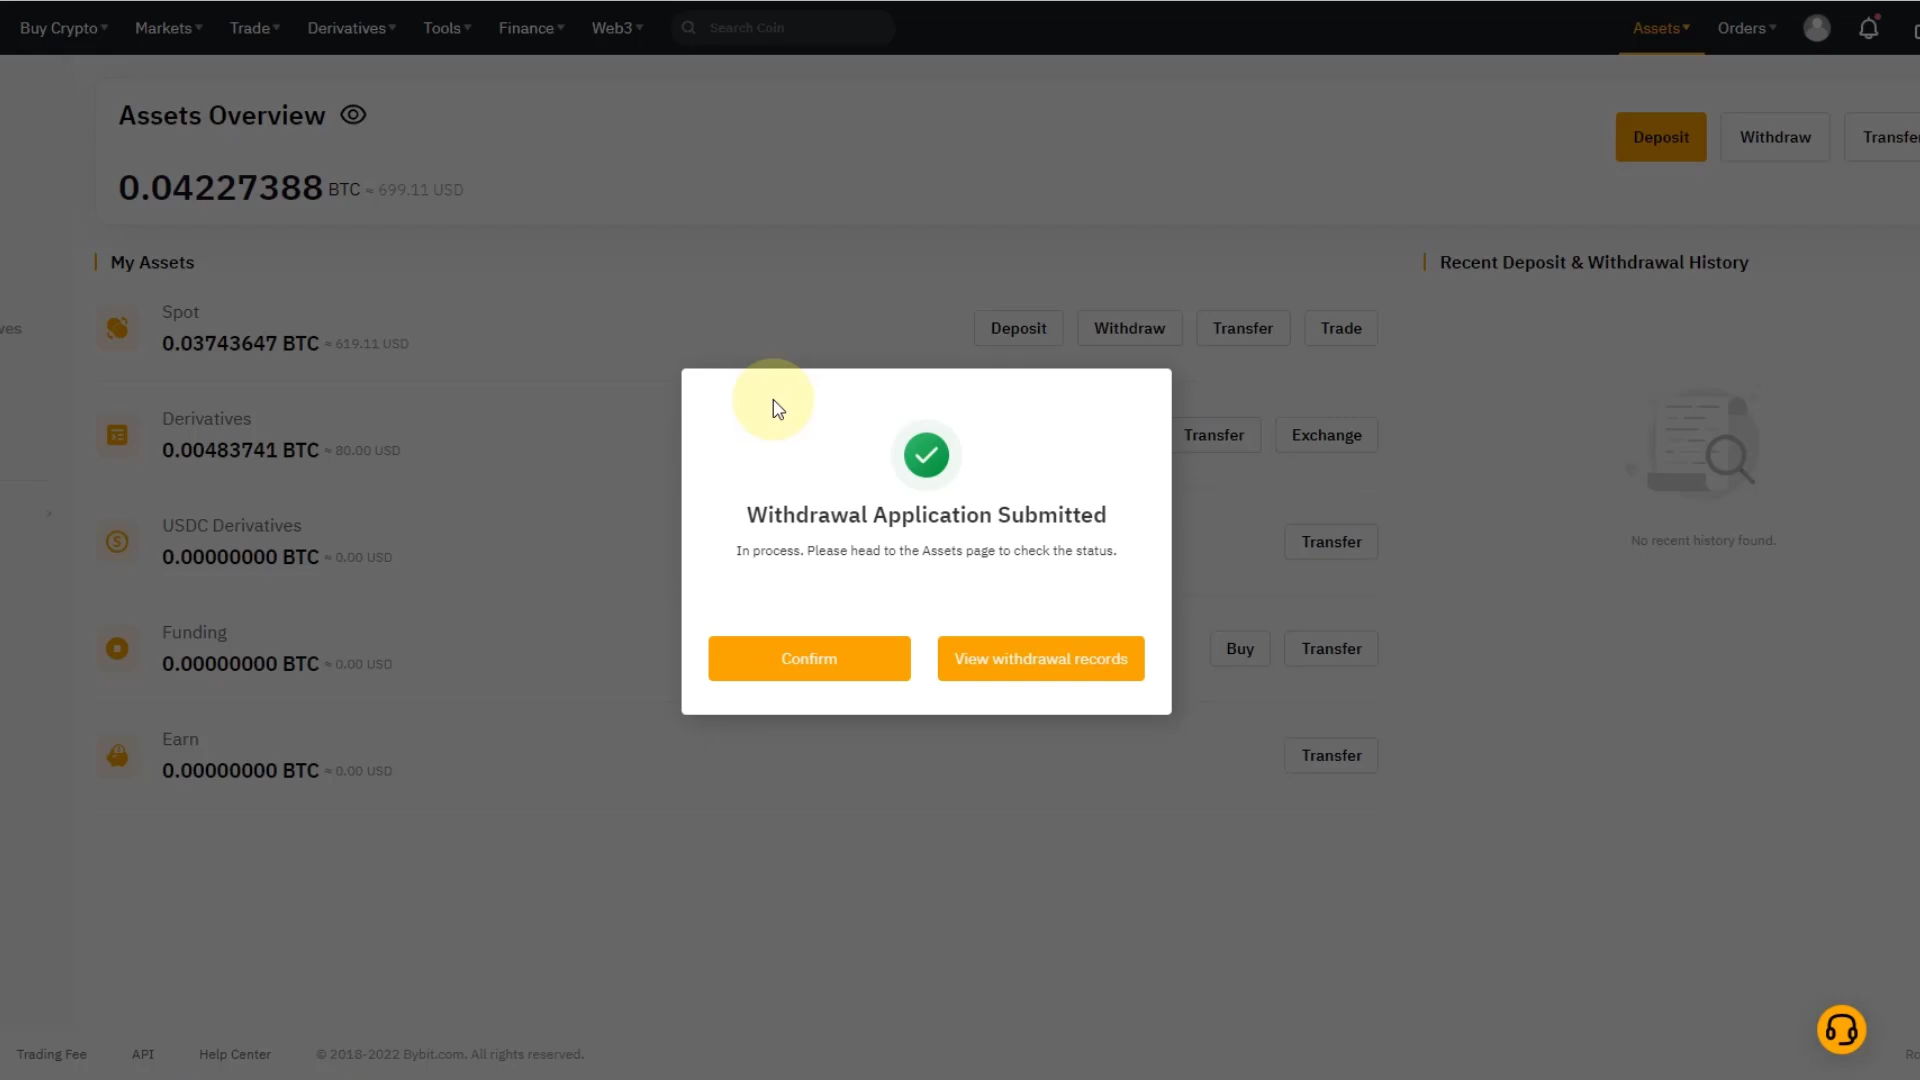 Buy Crypto Markets Trade Derivatives Tools Finance Web3 Search Coin Assets Orders
Assets Overview
Deposit Withdraw Transfe
0.04227388 BTC ≈ 699.11 USD
My Assets
Recent Deposit & Withdrawal History
Spot
0.03743647 BTC ≈ 619.11 USD
Deposit Withdraw Transfer Trade
ves
Derivatives
0.00483741 BTC ≈ 80.00 USD
Transfer Exchange
USDC Derivatives
0.00000000 BTC ≈ 0.00 USD
Transfer
No recent history found.
Withdrawal Application Submitted
In process. Please head to the Assets page to check the status.
Confirm View withdrawal records
Funding
0.00000000 BTC ≈ 0.00 USD
Buy Transfer
Earn
0.00000000 BTC ≈ 0.00 USD
Transfer
Trading Fee API Help Center © 2018-2022 Bybit.com. All rights reserved.